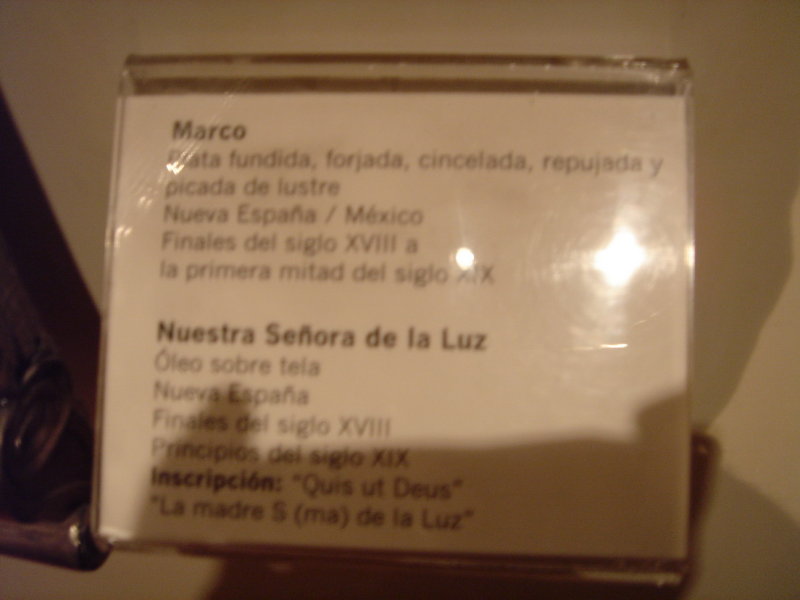 Marco
Plata fundida, forjada, cincelada, repujada y
picada de lustre
Nueva España / México
Finales del siglo XVIII a
la primera mitad del siglo XIX
Nuestra Señora de la Luz
Óleo sobre tela
Nueva España
Finales del siglo XVIII
Principios del siglo XIX
Inscripción: "Quis ut Deus"
"La madre S (ma) de la Luz"